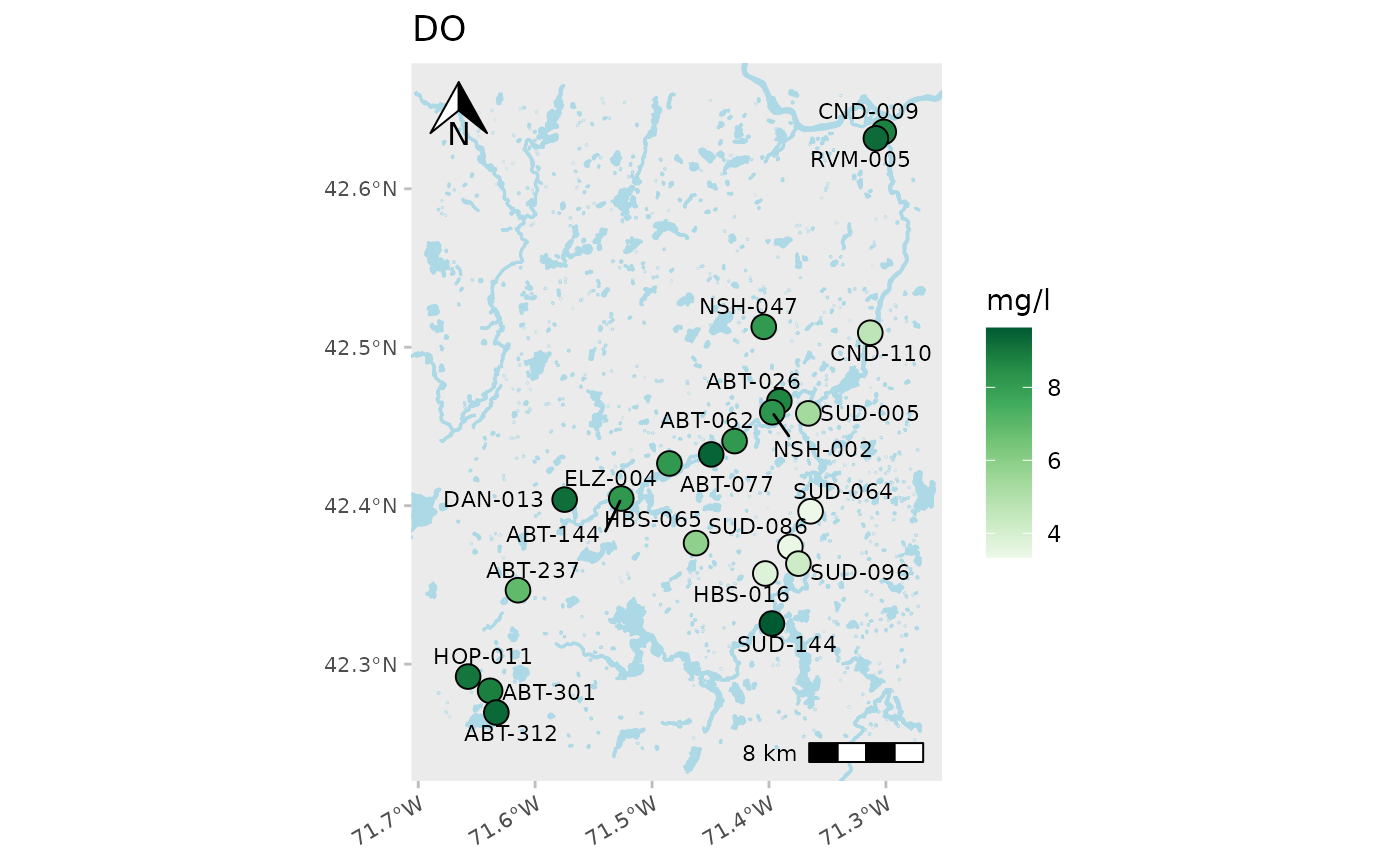 DO
N
CND-009
RVM-005
42.6°N
mg/l
NSH-047
42.5°N
CND-110
ABT-026
8
ABT-062
SUD-005
NSH-002
6
ELZ-004
ABT-077
SUD-064
DAN-013
42.4°N
HBS-065
SUD-086
ABT-144
4
ABT-237
SUD-096
HBS-016
SUD-144
HOP-011
42.3°N
ABT-301
ABT-312
8 km
71.7°W
71.6°W
71.5°W
71.4°W
71.3°W